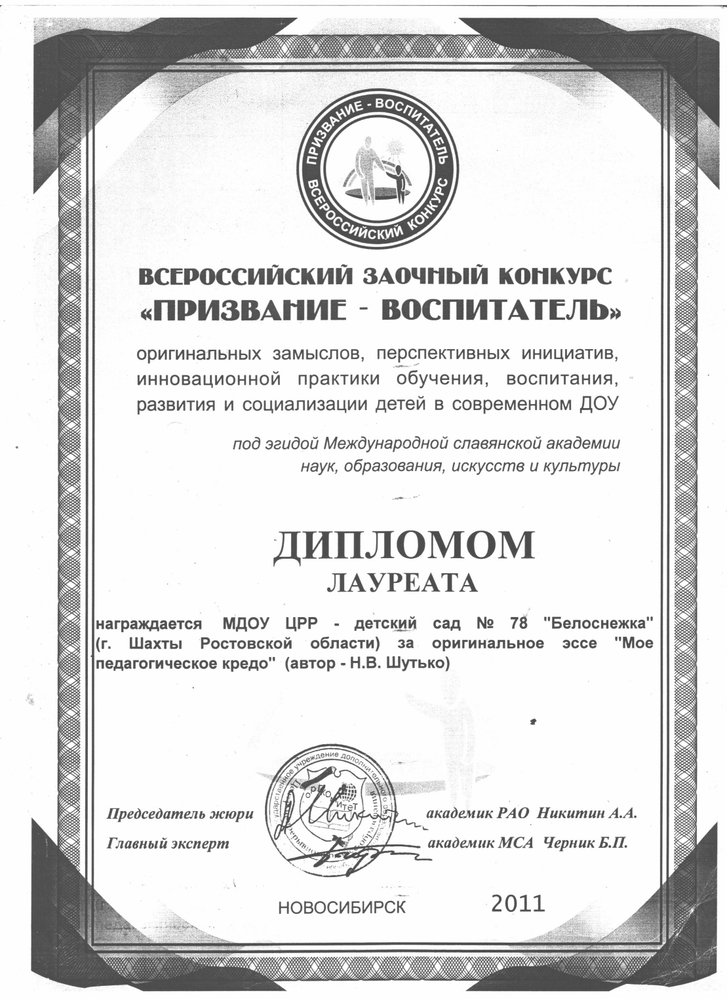 ПРИЗВАНИЕ - ВОСПИТАТЕЛЬ
ВСЕРОССИЙСКИЙ КОНКУРС
ВСЕРОССИЙСКИЙ ЗАОЧНЫЙ КОНКУРС
«ПРИЗВАНИЕ - ВОСПИТАТЕЛЬ»
оригинальных замыслов, перспективных инициатив,
инновационной практики обучения, воспитания,
развития и социализации детей в современном ДОУ
под эгидой Международной славянской академии
наук, образования, искусств и культуры
ДИПЛОМОМ
ЛАУРЕАТА
награждается МДОУ ЦРР - детский сад № 78 "Белоснежка"
(г. Шахты Ростовской области) за оригинальное эссе "Мое
педагогическое кредо" (автор - Н.В. Шутько)
учреждение дополнительного
Оргкомитет
Председатель жюри академик РАО Никитин А.А.
Главный эксперт академик МСА Черник Б.П.
НОВОСИБИРСК 2011